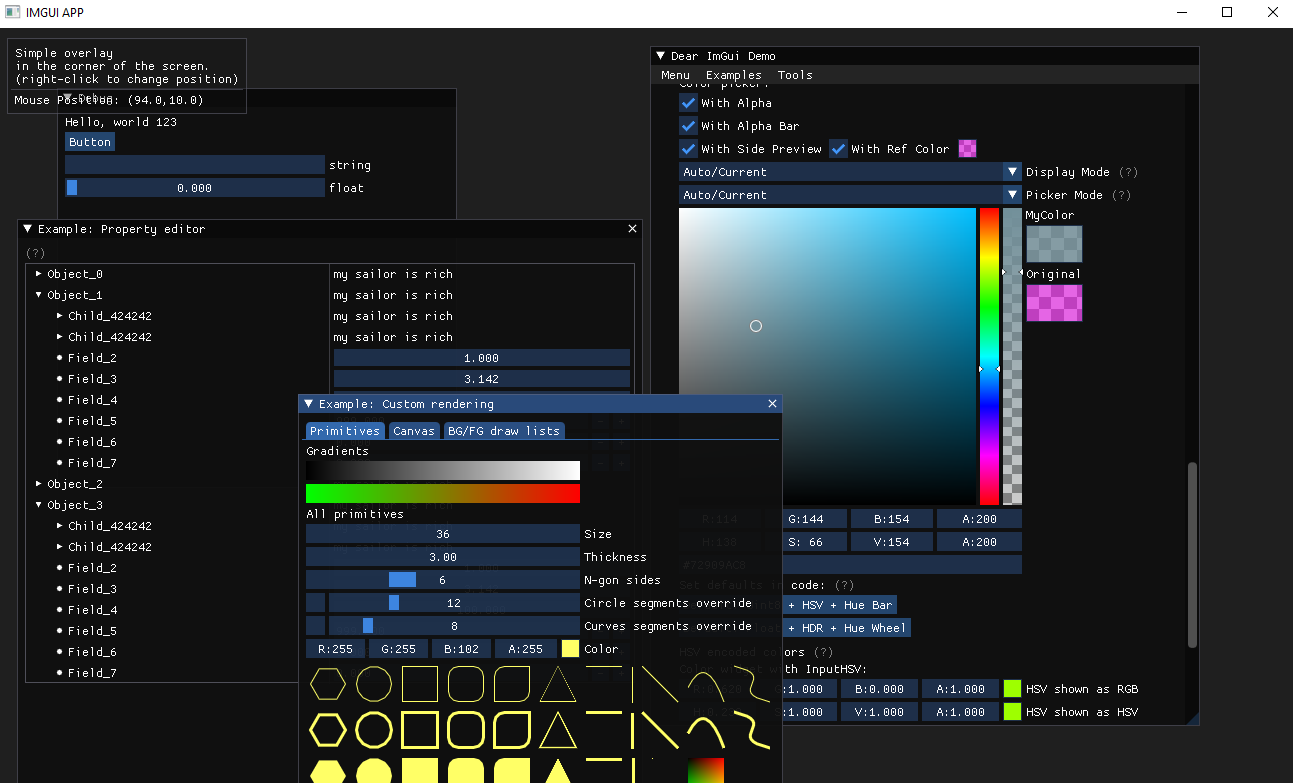 IMGUI APP
Simple overlay
in the corner of the screen.
(right-click to change position)
Mouse Position: (94.0,10.0)
Debug
Hello, world 123
Button
string
0.000 float
Example: Property editor
(?)
Object_0 my sailor is rich
Object_1 my sailor is rich
Child_424242 my sailor is rich
Child_424242 my sailor is rich
Field_2 1.000
Field_3 3.142
Field_4
Field_5
Field_6
Field_7
Object_2
Object_3
Child_424242
Child_424242
Field_2
Field_3
Field_4
Field_5
Field_6
Field_7
Example: Custom rendering
Primitives Canvas BG/FG draw lists
Gradients
All primitives
36 Size
3.00 Thickness
6 N-gon sides
12 Circle segments override
8 Curves segments override
R:255 G:255 B:102 A:255 Color
Dear ImGui Demo
Menu Examples Tools
Color picker:
With Alpha
With Alpha Bar
With Side Preview With Ref Color
Auto/Current Display Mode (?)
Auto/Current Picker Mode (?)
MyColor
Original
R:114 G:144 B:154 A:200
H:138 S: 66 V:154 A:200
#72909AC8
Set defaults in code: (?)
+ HSV + Hue Bar
+ HDR + Hue Wheel
HSV encoded colors (?)
Color widget with InputHSV:
G:1.000 B:0.000 A:1.000 HSV shown as RGB
S:1.000 V:1.000 A:1.000 HSV shown as HSV